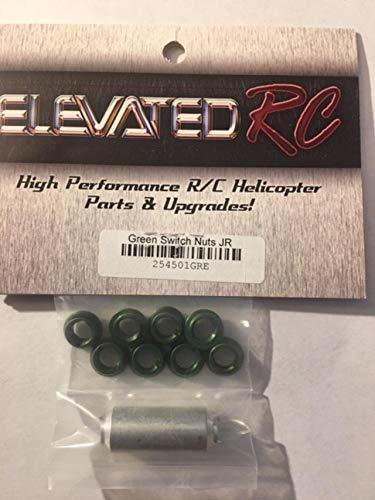 ELEVATED RC
High Performance R/C Helicopter
Parts & Upgrades!
Green Switch Nuts JR
254501GRE